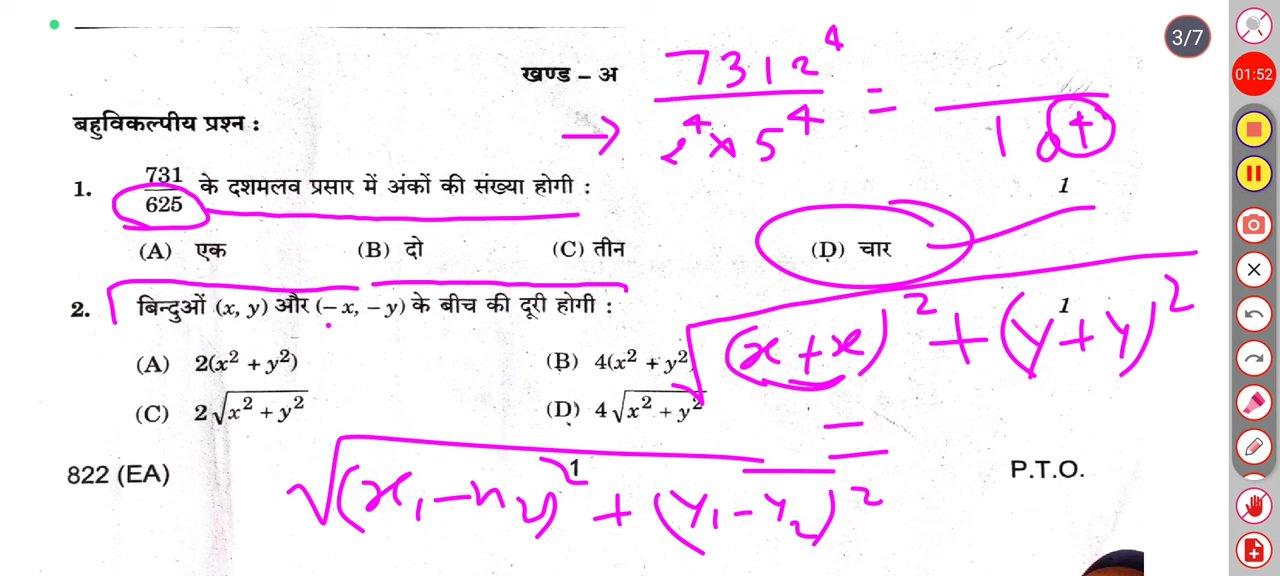 3/7
खण्ड – अ
7312⁴
बहुविकल्पीय प्रश्न :
→ 2⁴ × 5⁴ = 10⁴
01:52
1. 731/625 के दशमलव प्रसार में अंकों की संख्या होगी : 1
(A) एक (B) दो (C) तीन (D) चार
2. बिन्दुओं (x, y) और (– x, – y) के बीच की दूरी होगी : 1
√(x + x)² + (y + y)²
(A) 2(x² + y²) (B) 4(x² + y²
(C) 2√x² + y² (D) 4√x² + y²
=
822 (EA) 1 P.T.O.
√(x₁ – x₂)² + (y₁ – y₂)²